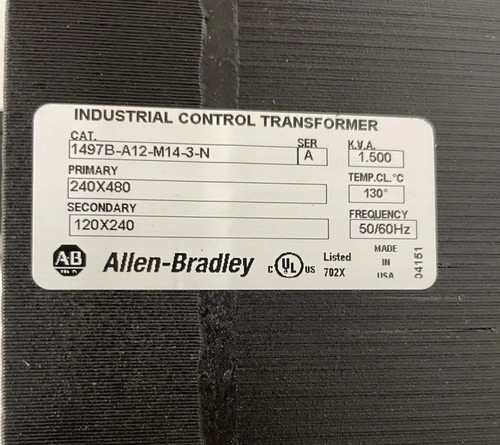 INDUSTRIAL CONTROL TRANSFORMER
CAT. SER K.V.A.
1497B-A12-M14-3-N A 1.500
PRIMARY TEMP.CL.°C
240X480 130°
SECONDARY FREQUENCY
120X240 50/60Hz
AB Allen-Bradley c UL us Listed 702X MADE IN USA 04151